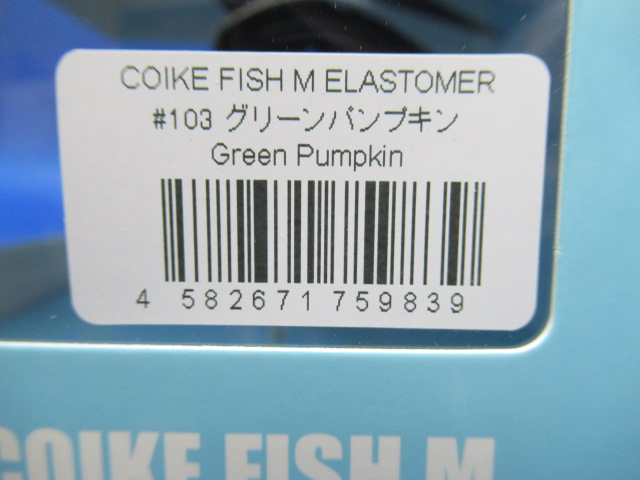 COIKE FISH M ELASTOMER
#103 グリーンパンプキン
Green Pumpkin
4 582671 759839
COIKE FISH M